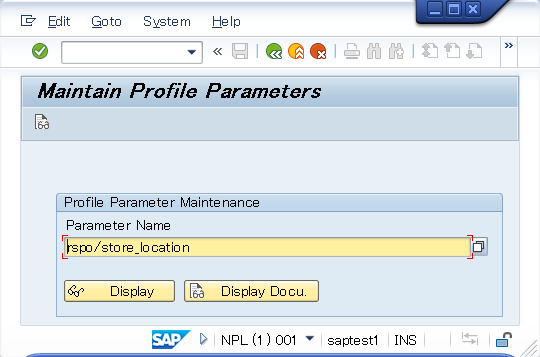 Edit Goto System Help
Maintain Profile Parameters
Profile Parameter Maintenance
Parameter Name
rspo/store_location
Display Display Docu.
SAP NPL (1) 001 saptest1 INS